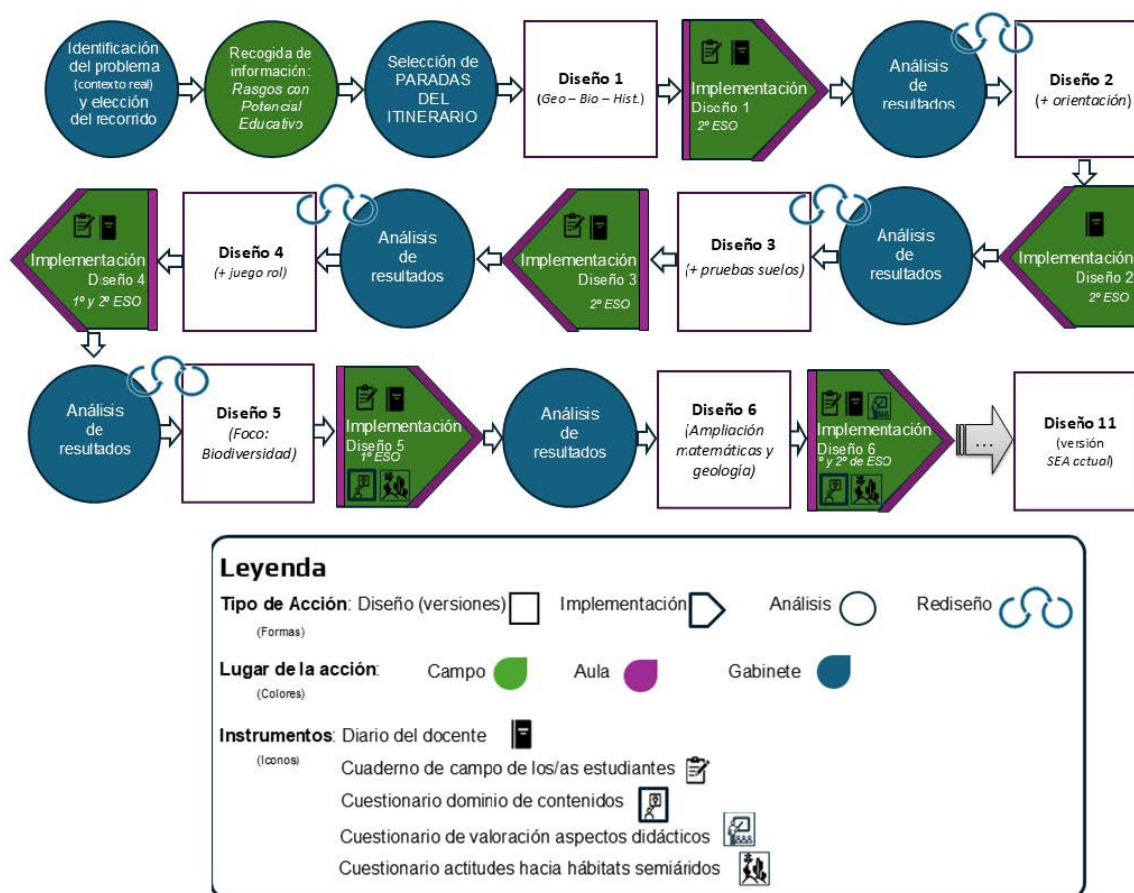 Identificación
del problema
(contexto real)
y elección
del recorrido
Recogida de
información:
Rasgos con
Potencial
Educativo
Selección de
PARADAS
DEL
ITINERARIO
Diseño 1
(Geo – Bio – Hist.)
Implementación
Diseño 1
2º ESO
Análisis
de
resultados
Diseño 2
(+ orientación)
Implementación
Diseño 4
1º y 2º ESO
Diseño 4
(+ juego rol)
Análisis
de
resultados
Implementación
Diseño 3
2º ESO
Diseño 3
(+ pruebas suelos)
Análisis
de
resultados
Implementación
Diseño 2
2º ESO
Análisis
de
resultados
Diseño 5
(Foco:
Biodiversidad)
Implementación
Diseño 5
1º ESO
Análisis
de
resultados
Diseño 6
(Ampliación
matemáticas y
geología)
Implementación
Diseño 6
º y 2º de ESO
...
Diseño 11
(versión
SEA actual)
Leyenda
Tipo de Acción: Diseño (versiones) Implementación Análisis Rediseño
(Formas)
Lugar de la acción: Campo Aula Gabinete
(Colores)
Instrumentos: Diario del docente
(Iconos)
Cuaderno de campo de los/as estudiantes
Cuestionario dominio de contenidos
Cuestionario de valoración aspectos didácticos
Cuestionario actitudes hacia hábitats semiáridos